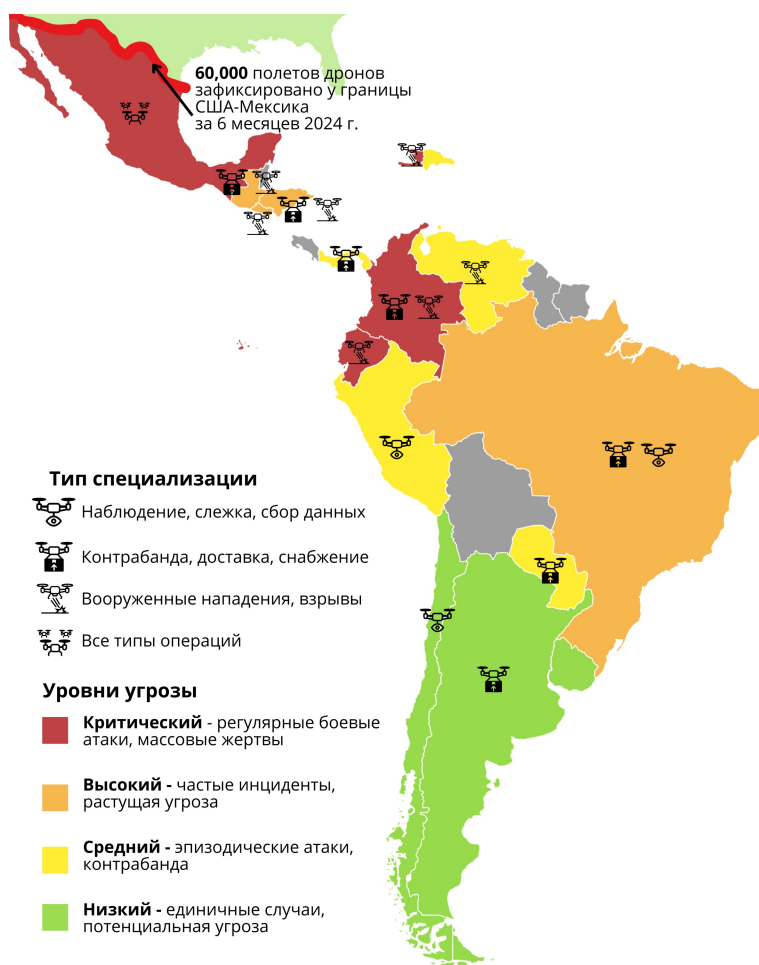 60,000 полетов дронов
зафиксировано у границы
США-Мексика
за 6 месяцев 2024 г.
Тип специализации
Наблюдение, слежка, сбор данных
Контрабанда, доставка, снабжение
Вооруженные нападения, взрывы
Все типы операций
Уровни угрозы
Критический - регулярные боевые
атаки, массовые жертвы
Высокий - частые инциденты,
растущая угроза
Средний - эпизодические атаки,
контрабанда
Низкий - единичные случаи,
потенциальная угроза